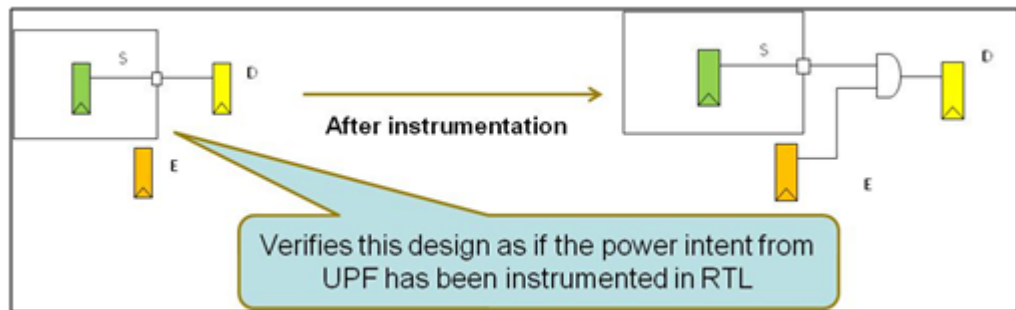 S
D
E
After instrumentation
S
D
E
Verifies this design as if the power intent from
UPF has been instrumented in RTL